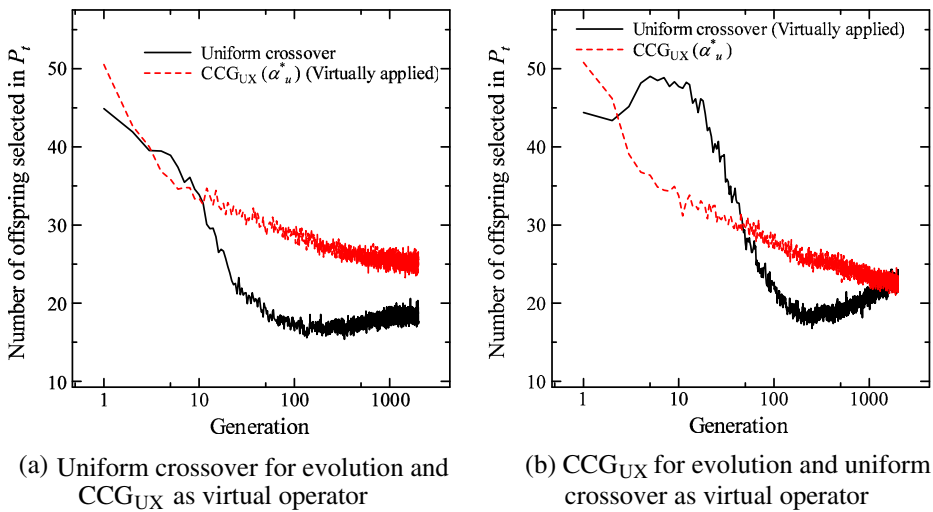 Uniform crossover
CCG_UX (α*_u) (Virtually applied)
Number of offspring selected in P_t
50
40
30
20
10
1 10 100 1000
Generation
(a) Uniform crossover for evolution and
CCG_UX as virtual operator
Uniform crossover (Virtually applied)
CCG_UX (α*_u)
Number of offspring selected in P_t
50
40
30
20
10
1 10 100 1000
Generation
(b) CCG_UX for evolution and uniform
crossover as virtual operator